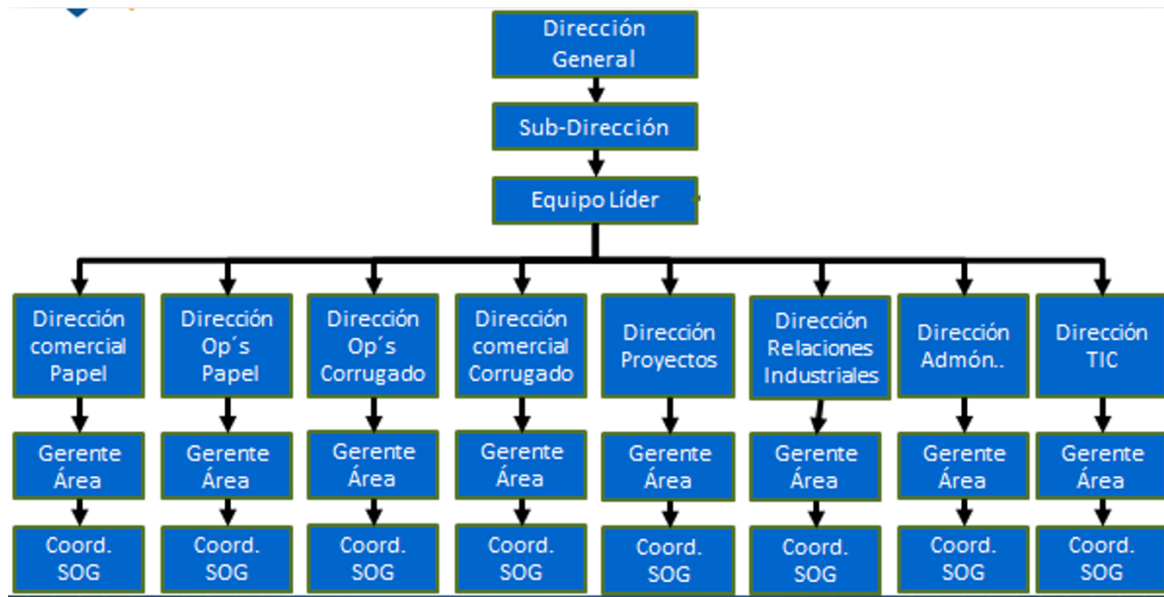 Dirección
General
Sub-Dirección
Equipo Líder
Dirección
comercial
Papel
Dirección
Op´s
Papel
Dirección
Op´s
Corrugado
Dirección
comercial
Corrugado
Dirección
Proyectos
Dirección
Relaciones
Industriales
Dirección
Admón..
Dirección
TIC
Gerente
Área
Gerente
Área
Gerente
Área
Gerente
Área
Gerente
Área
Gerente
Área
Gerente
Área
Gerente
Área
Coord.
SOG
Coord.
SOG
Coord.
SOG
Coord.
SOG
Coord.
SOG
Coord.
SOG
Coord.
SOG
Coord.
SOG